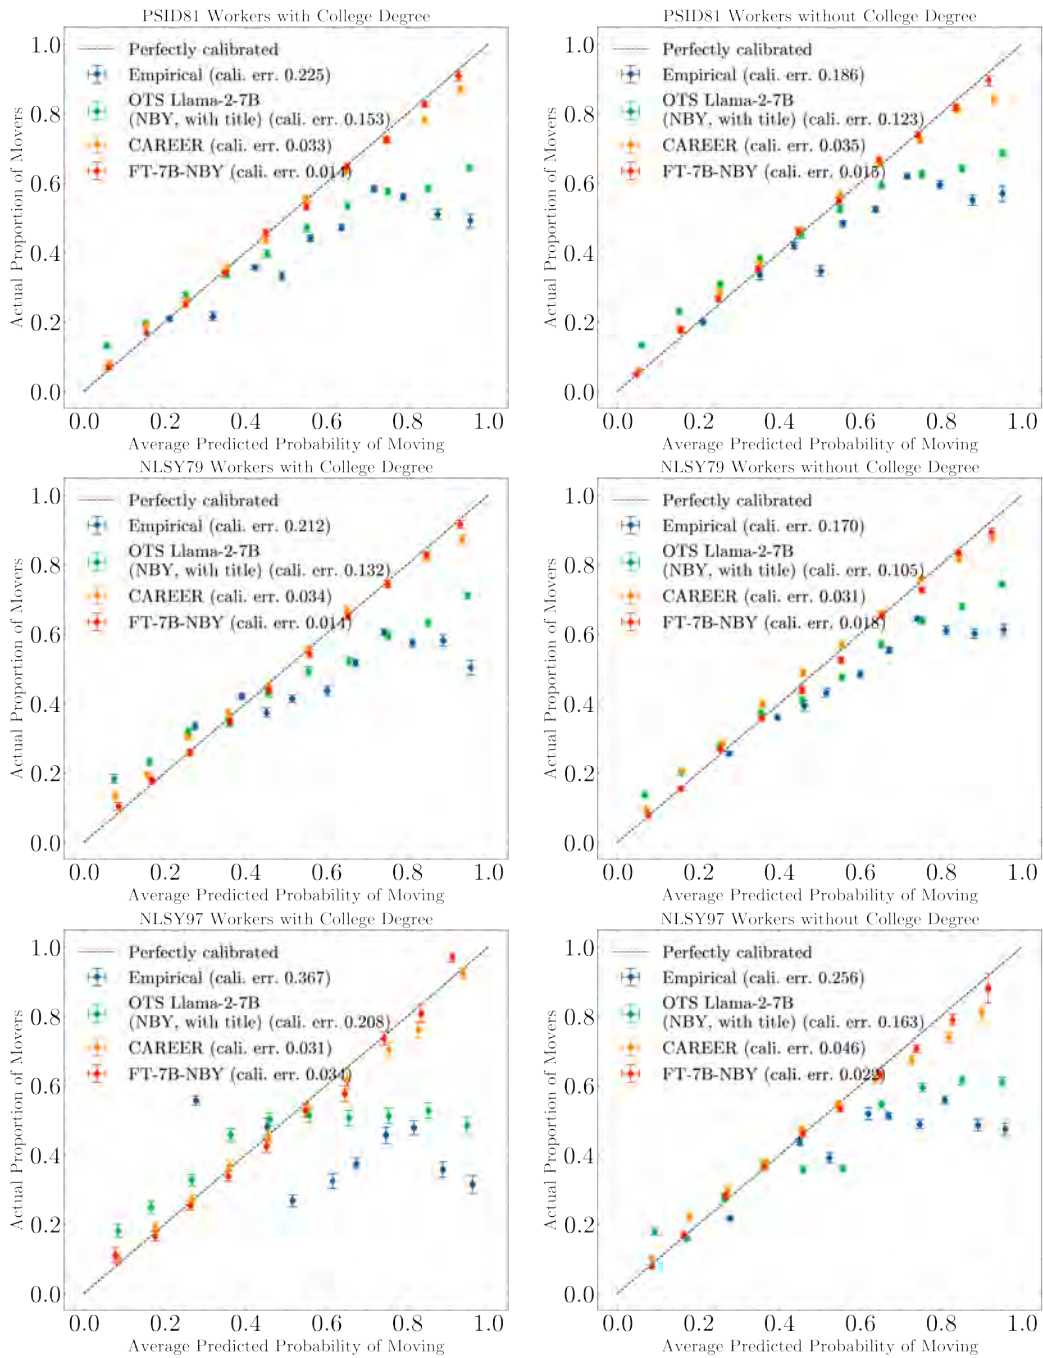 PSID81 Workers with College Degree
Actual Proportion of Movers
1.0
0.8
0.6
0.4
0.2
0.0
Perfectly calibrated
Empirical (cali. err. 0.225)
OTS Llama-2-7B
(NBY, with title) (cali. err. 0.153)
CAREER (cali. err. 0.033)
FT-7B-NBY (cali. err. 0.014)
0.0 0.2 0.4 0.6 0.8 1.0
Average Predicted Probability of Moving
PSID81 Workers without College Degree
Actual Proportion of Movers
1.0
0.8
0.6
0.4
0.2
0.0
Perfectly calibrated
Empirical (cali. err. 0.186)
OTS Llama-2-7B
(NBY, with title) (cali. err. 0.123)
CAREER (cali. err. 0.035)
FT-7B-NBY (cali. err. 0.015)
0.0 0.2 0.4 0.6 0.8 1.0
Average Predicted Probability of Moving
NLSY79 Workers with College Degree
Actual Proportion of Movers
1.0
0.8
0.6
0.4
0.2
0.0
Perfectly calibrated
Empirical (cali. err. 0.212)
OTS Llama-2-7B
(NBY, with title) (cali. err. 0.132)
CAREER (cali. err. 0.034)
FT-7B-NBY (cali. err. 0.014)
0.0 0.2 0.4 0.6 0.8 1.0
Average Predicted Probability of Moving
NLSY79 Workers without College Degree
Actual Proportion of Movers
1.0
0.8
0.6
0.4
0.2
0.0
Perfectly calibrated
Empirical (cali. err. 0.170)
OTS Llama-2-7B
(NBY, with title) (cali. err. 0.105)
CAREER (cali. err. 0.031)
FT-7B-NBY (cali. err. 0.018)
0.0 0.2 0.4 0.6 0.8 1.0
Average Predicted Probability of Moving
NLSY97 Workers with College Degree
Actual Proportion of Movers
1.0
0.8
0.6
0.4
0.2
0.0
Perfectly calibrated
Empirical (cali. err. 0.367)
OTS Llama-2-7B
(NBY, with title) (cali. err. 0.208)
CAREER (cali. err. 0.031)
FT-7B-NBY (cali. err. 0.034)
0.0 0.2 0.4 0.6 0.8 1.0
Average Predicted Probability of Moving
NLSY97 Workers without College Degree
Actual Proportion of Movers
1.0
0.8
0.6
0.4
0.2
0.0
Perfectly calibrated
Empirical (cali. err. 0.256)
OTS Llama-2-7B
(NBY, with title) (cali. err. 0.163)
CAREER (cali. err. 0.046)
FT-7B-NBY (cali. err. 0.022)
0.0 0.2 0.4 0.6 0.8 1.0
Average Predicted Probability of Moving